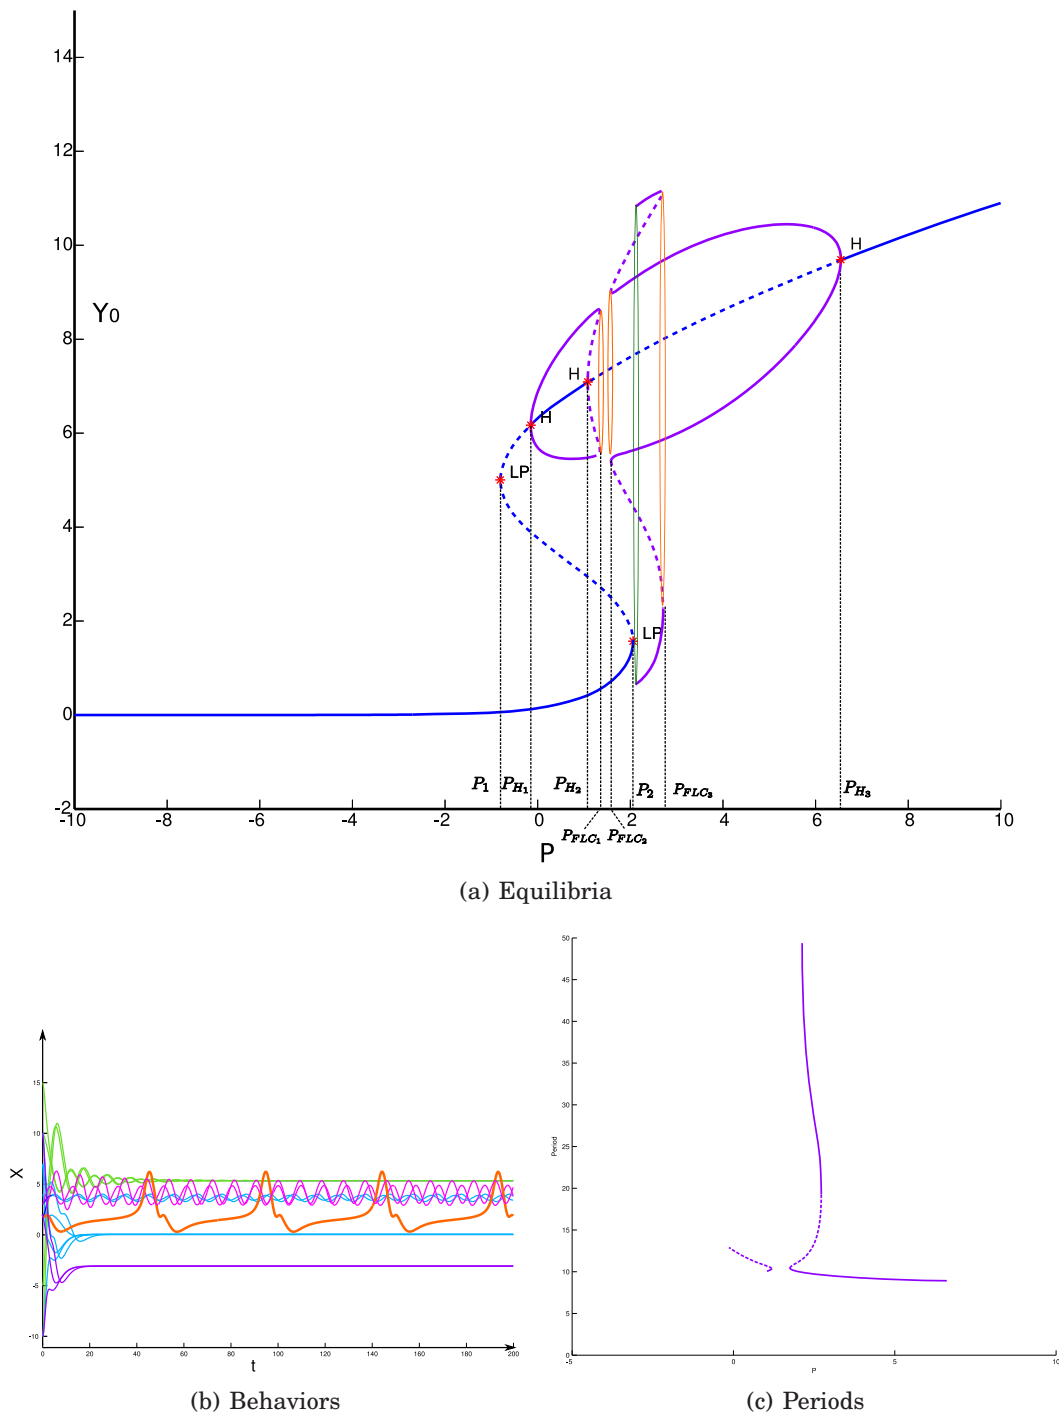 14
12
10
Y0
8
6
4
2
0
-2
H
H
H
LP
LP
P1 PH1 PH2 P2 PFLC3 PH3
-10 -8 -6 -4 -2 0 2 4 6 8 10
PFLC1 PFLC2
P
(a) Equilibria
15
10
5
0
-5
-10
X
0 20 40 60 80 100 120 140 160 180 200
t
(b) Behaviors
50
45
40
35
30
25
20
15
10
5
0
Period
-5 0 5 10
P
(c) Periods